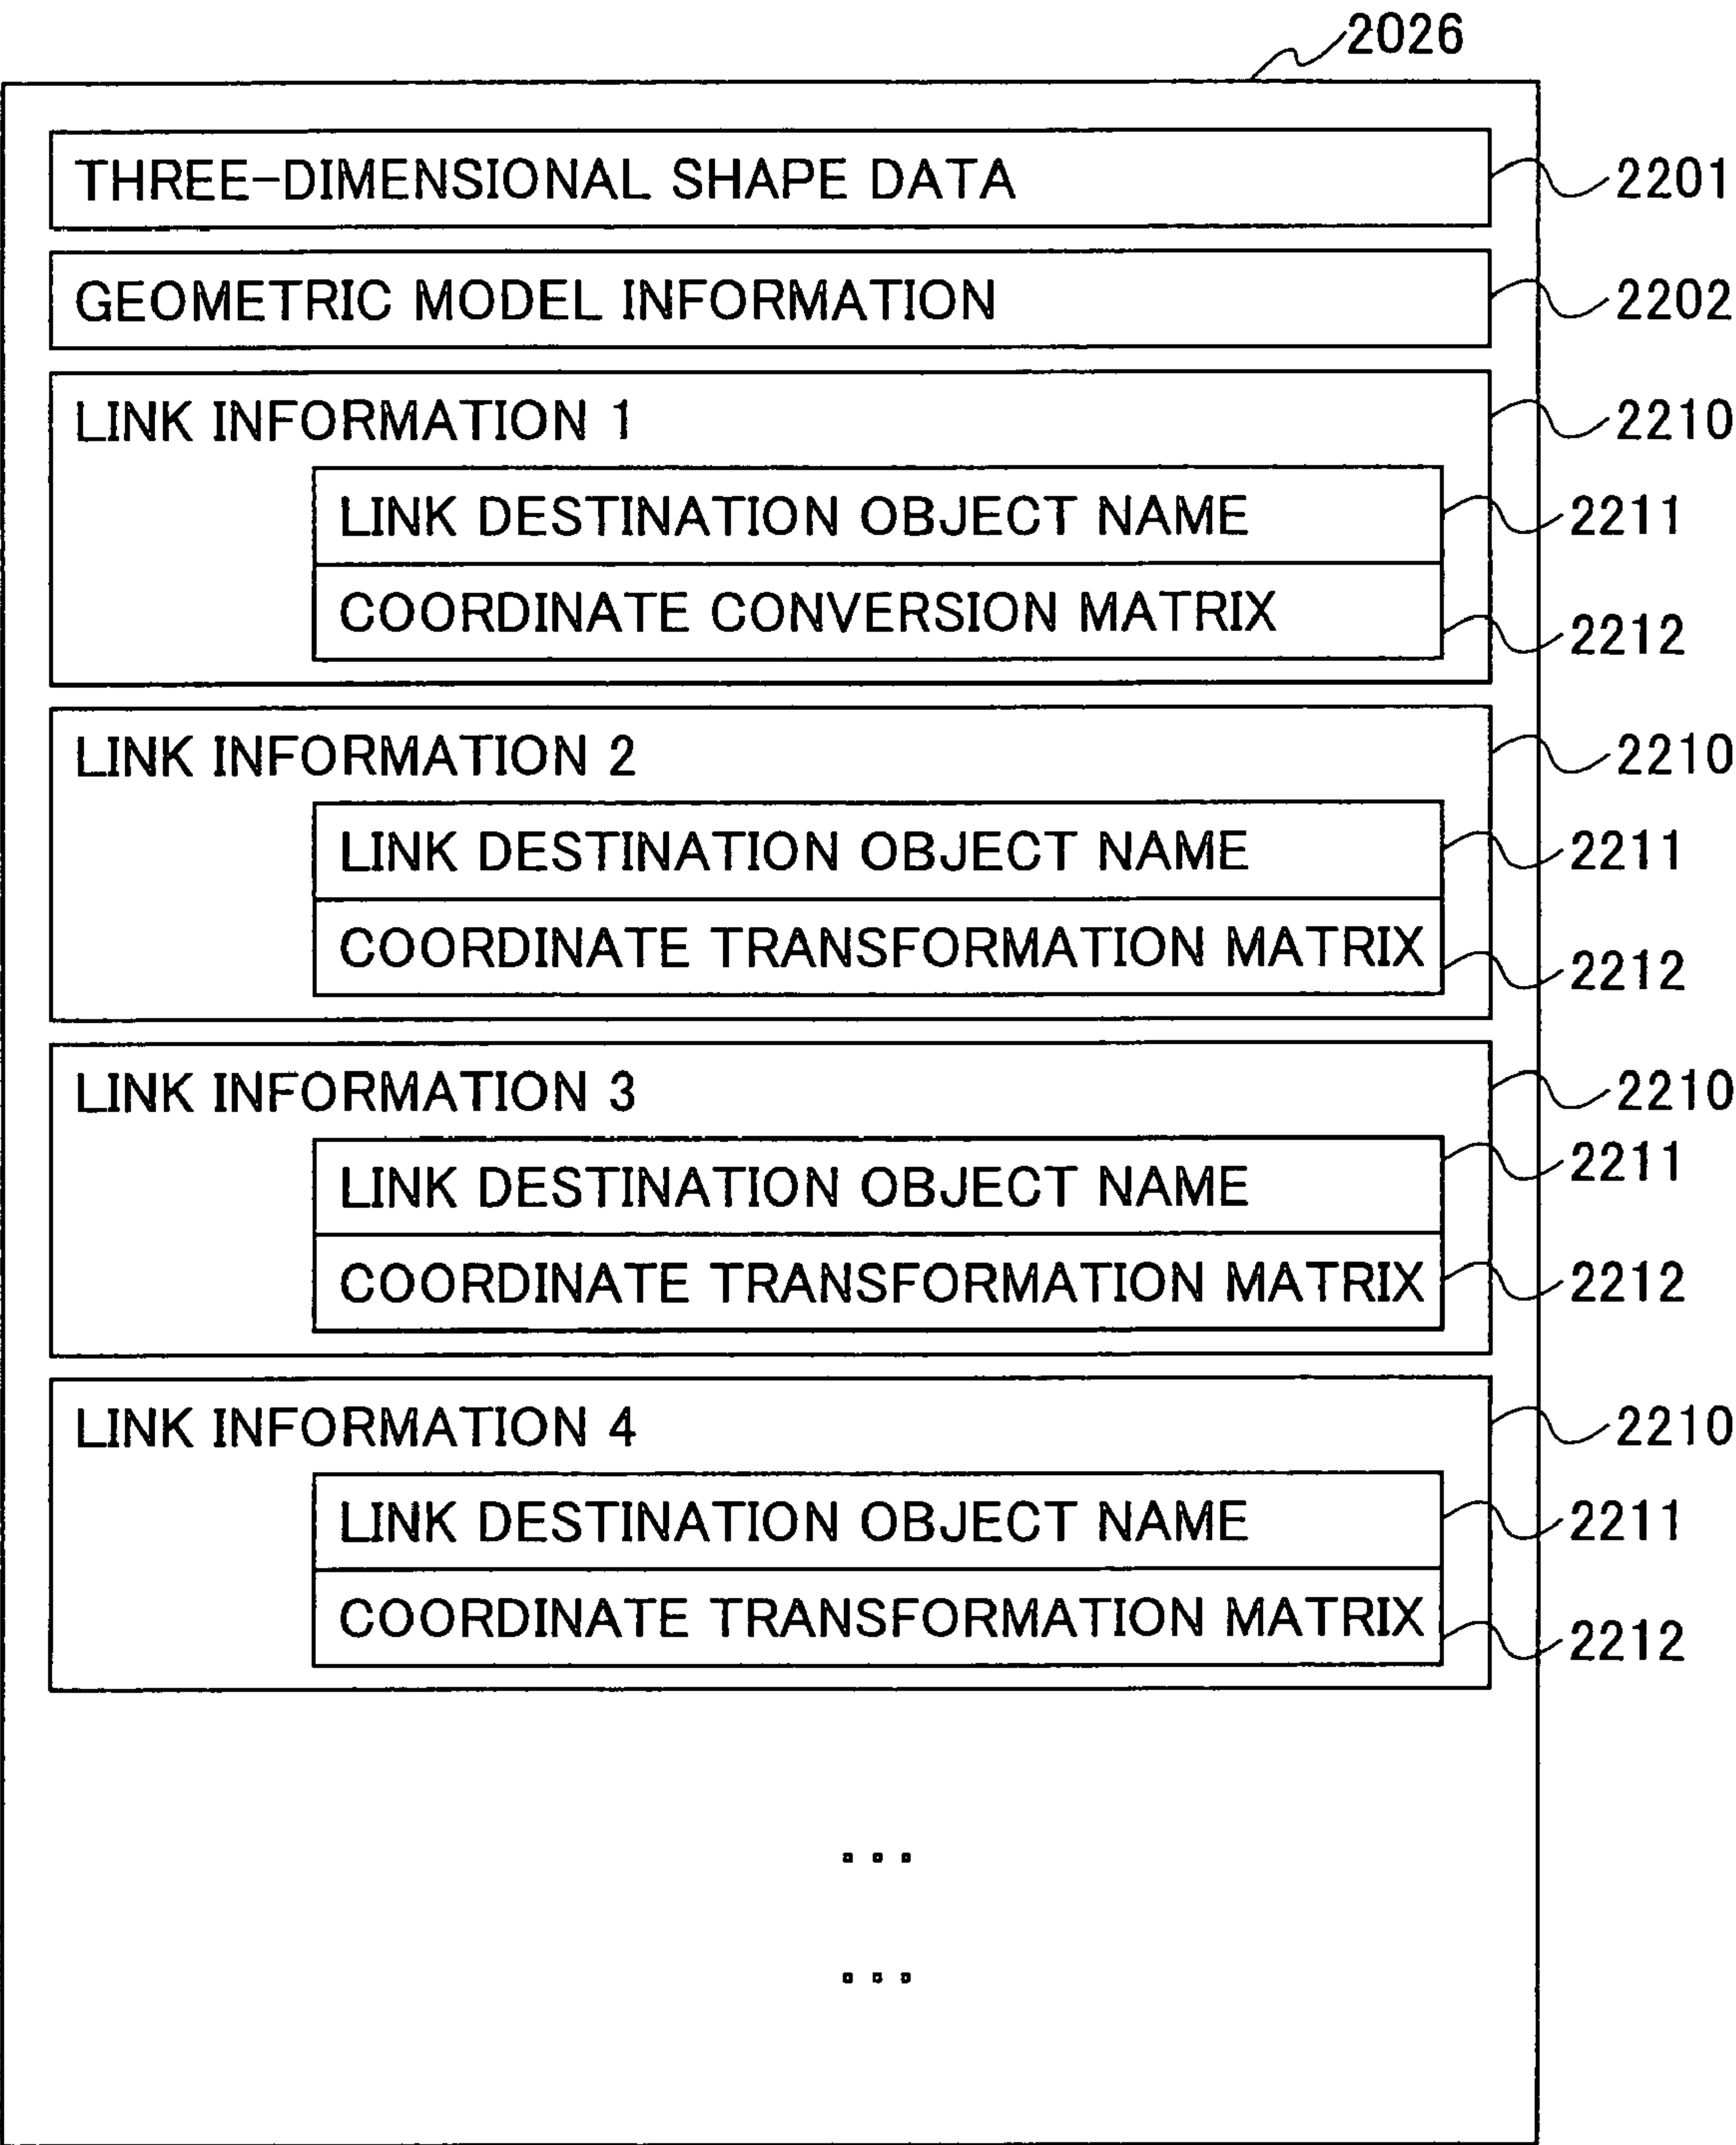 2026
THREE-DIMENSIONAL SHAPE DATA 2201
GEOMETRIC MODEL INFORMATION 2202
LINK INFORMATION 1 2210
LINK DESTINATION OBJECT NAME 2211
COORDINATE CONVERSION MATRIX 2212
LINK INFORMATION 2 2210
LINK DESTINATION OBJECT NAME 2211
COORDINATE TRANSFORMATION MATRIX 2212
LINK INFORMATION 3 2210
LINK DESTINATION OBJECT NAME 2211
COORDINATE TRANSFORMATION MATRIX 2212
LINK INFORMATION 4 2210
LINK DESTINATION OBJECT NAME 2211
COORDINATE TRANSFORMATION MATRIX 2212
...
...